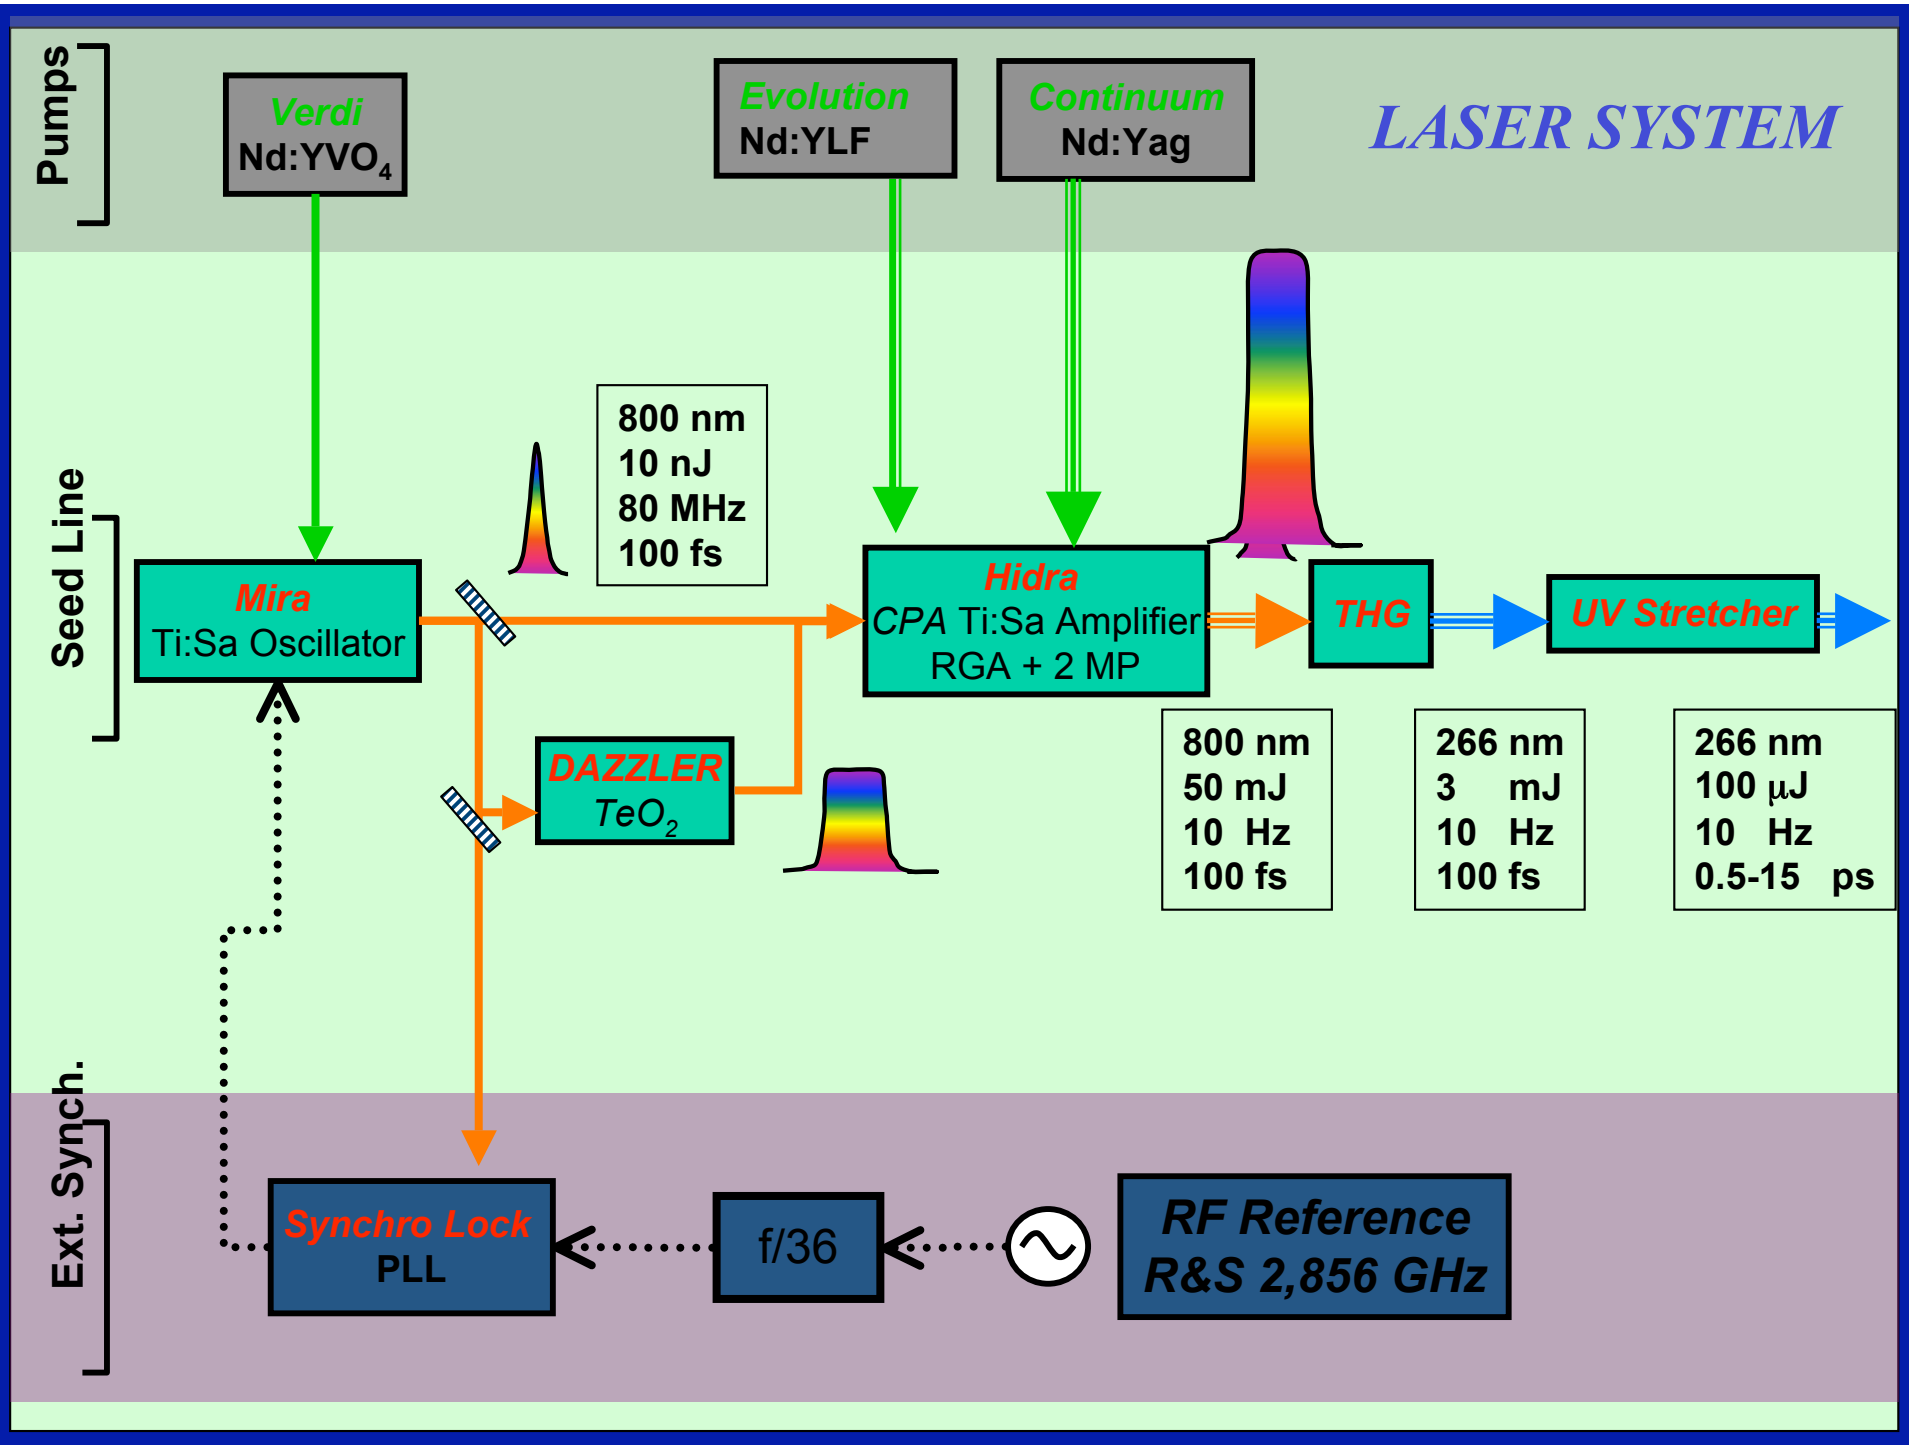 LASER SYSTEM
Pumps
Verdi
Nd:YVO4
Evolution
Nd:YLF
Continuum
Nd:Yag
Seed Line
800 nm
10 nJ
80 MHz
100 fs
Mira
Ti:Sa Oscillator
Hidra
CPA Ti:Sa Amplifier
RGA + 2 MP
THG
UV Stretcher
DAZZLER
TeO2
800 nm
50 mJ
10 Hz
100 fs
266 nm
3 mJ
10 Hz
100 fs
266 nm
100 μJ
10 Hz
0.5-15 ps
Ext. Synch.
Synchro Lock
PLL
f/36
RF Reference
R&S 2,856 GHz